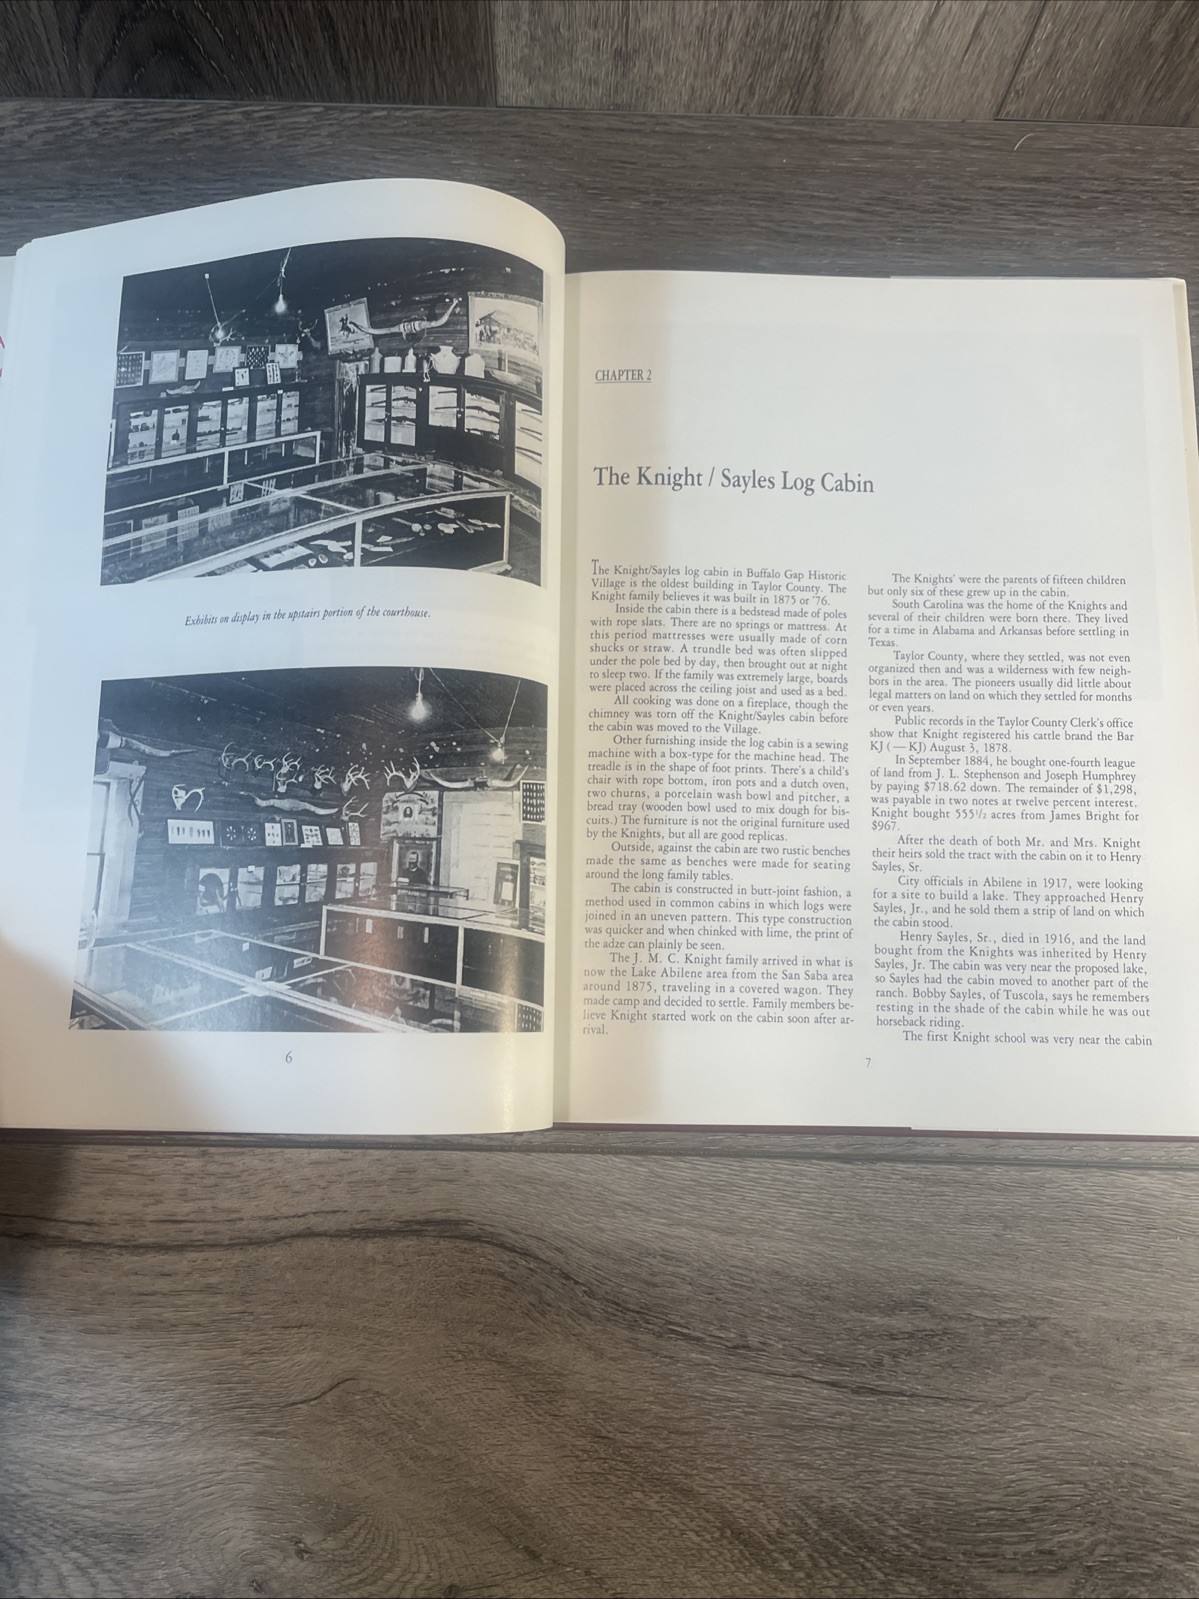 Exhibits on display in the upstairs portion of the courthouse.
6
CHAPTER 2
The Knight / Sayles Log Cabin
The Knight/Sayles log cabin in Buffalo Gap Historic
Village is the oldest building in Taylor County. The
Knight family believes it was built in 1875 or '76.
Inside the cabin there is a bedstead made of poles
with rope slats. There are no springs or mattress. At
this period mattresses were usually made of corn
shucks or straw. A trundle bed was often slipped
under the pole bed by day, then brought out at night
to sleep two. If the family was extremely large, boards
were placed across the ceiling joist and used as a bed.
All cooking was done on a fireplace, though the
chimney was torn off the Knight/Sayles cabin before
the cabin was moved to the Village.
Other furnishing inside the log cabin is a sewing
machine with a box-type for the machine head. The
treadle is in the shape of foot prints. There's a child's
chair with rope bottom, iron pots and a dutch oven,
two churns, a porcelain wash bowl and pitcher, a
bread tray (wooden bowl used to mix dough for bis-
cuits.) The furniture is not the original furniture used
by the Knights, but all are good replicas.
Outside, against the cabin are two rustic benches
made the same as benches were made for seating
around the long family tables.
The cabin is constructed in butt-joint fashion, a
method used in common cabins in which logs were
joined in an uneven pattern. This type construction
was quicker and when chinked with lime, the print of
the adze can plainly be seen.
The J. M. C. Knight family arrived in what is
now the Lake Abilene area from the San Saba area
around 1875, traveling in a covered wagon. They
made camp and decided to settle. Family members be-
lieve Knight started work on the cabin soon after ar-
rival.
The Knights' were the parents of fifteen children
but only six of these grew up in the cabin.
South Carolina was the home of the Knights and
several of their children were born there. They lived
for a time in Alabama and Arkansas before settling in
Texas.
Taylor County, where they settled, was not even
organized then and was a wilderness with few neigh-
bors in the area. The pioneers usually did little about
legal matters on land on which they settled for months
or even years.
Public records in the Taylor County Clerk's office
show that Knight registered his cattle brand the Bar
KJ (— KJ) August 3, 1878.
In September 1884, he bought one-fourth league
of land from J. L. Stephenson and Joseph Humphrey
by paying $718.62 down. The remainder of $1,298,
was payable in two notes at twelve percent interest.
Knight bought 555½ acres from James Bright for
$967.
After the death of both Mr. and Mrs. Knight
their heirs sold the tract with the cabin on it to Henry
Sayles, Sr.
City officials in Abilene in 1917, were looking
for a site to build a lake. They approached Henry
Sayles, Jr., and he sold them a strip of land on which
the cabin stood.
Henry Sayles, Sr., died in 1916, and the land
bought from the Knights was inherited by Henry
Sayles, Jr. The cabin was very near the proposed lake,
so Sayles had the cabin moved to another part of the
ranch. Bobby Sayles, of Tuscola, says he remembers
resting in the shade of the cabin while he was out
horseback riding.
The first Knight school was very near the cabin
7